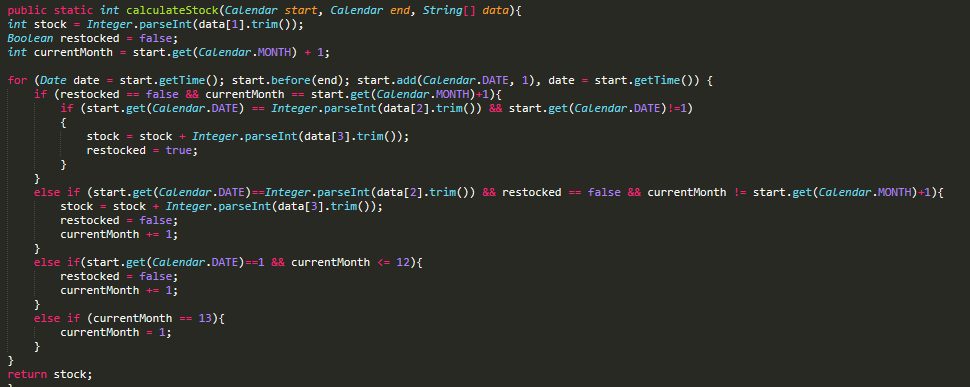 public static int calculateStock(Calendar start, Calendar end, String[] data){
int stock = Integer.parseInt(data[1].trim());
Boolean restocked = false;
int currentMonth = start.get(Calendar.MONTH) + 1;
for (Date date = start.getTime(); start.before(end); start.add(Calendar.DATE, 1), date = start.getTime()) {
if (restocked == false && currentMonth == start.get(Calendar.MONTH)+1){
if (start.get(Calendar.DATE) == Integer.parseInt(data[2].trim()) && start.get(Calendar.DATE)!=1)
{
stock = stock + Integer.parseInt(data[3].trim());
restocked = true;
}
}
else if (start.get(Calendar.DATE)==Integer.parseInt(data[2].trim()) && restocked == false && currentMonth != start.get(Calendar.MONTH)+1){
stock = stock + Integer.parseInt(data[3].trim());
restocked = false;
currentMonth += 1;
}
else if(start.get(Calendar.DATE)==1 && currentMonth <= 12){
restocked = false;
currentMonth += 1;
}
else if (currentMonth == 13){
currentMonth = 1;
}
}
return stock;